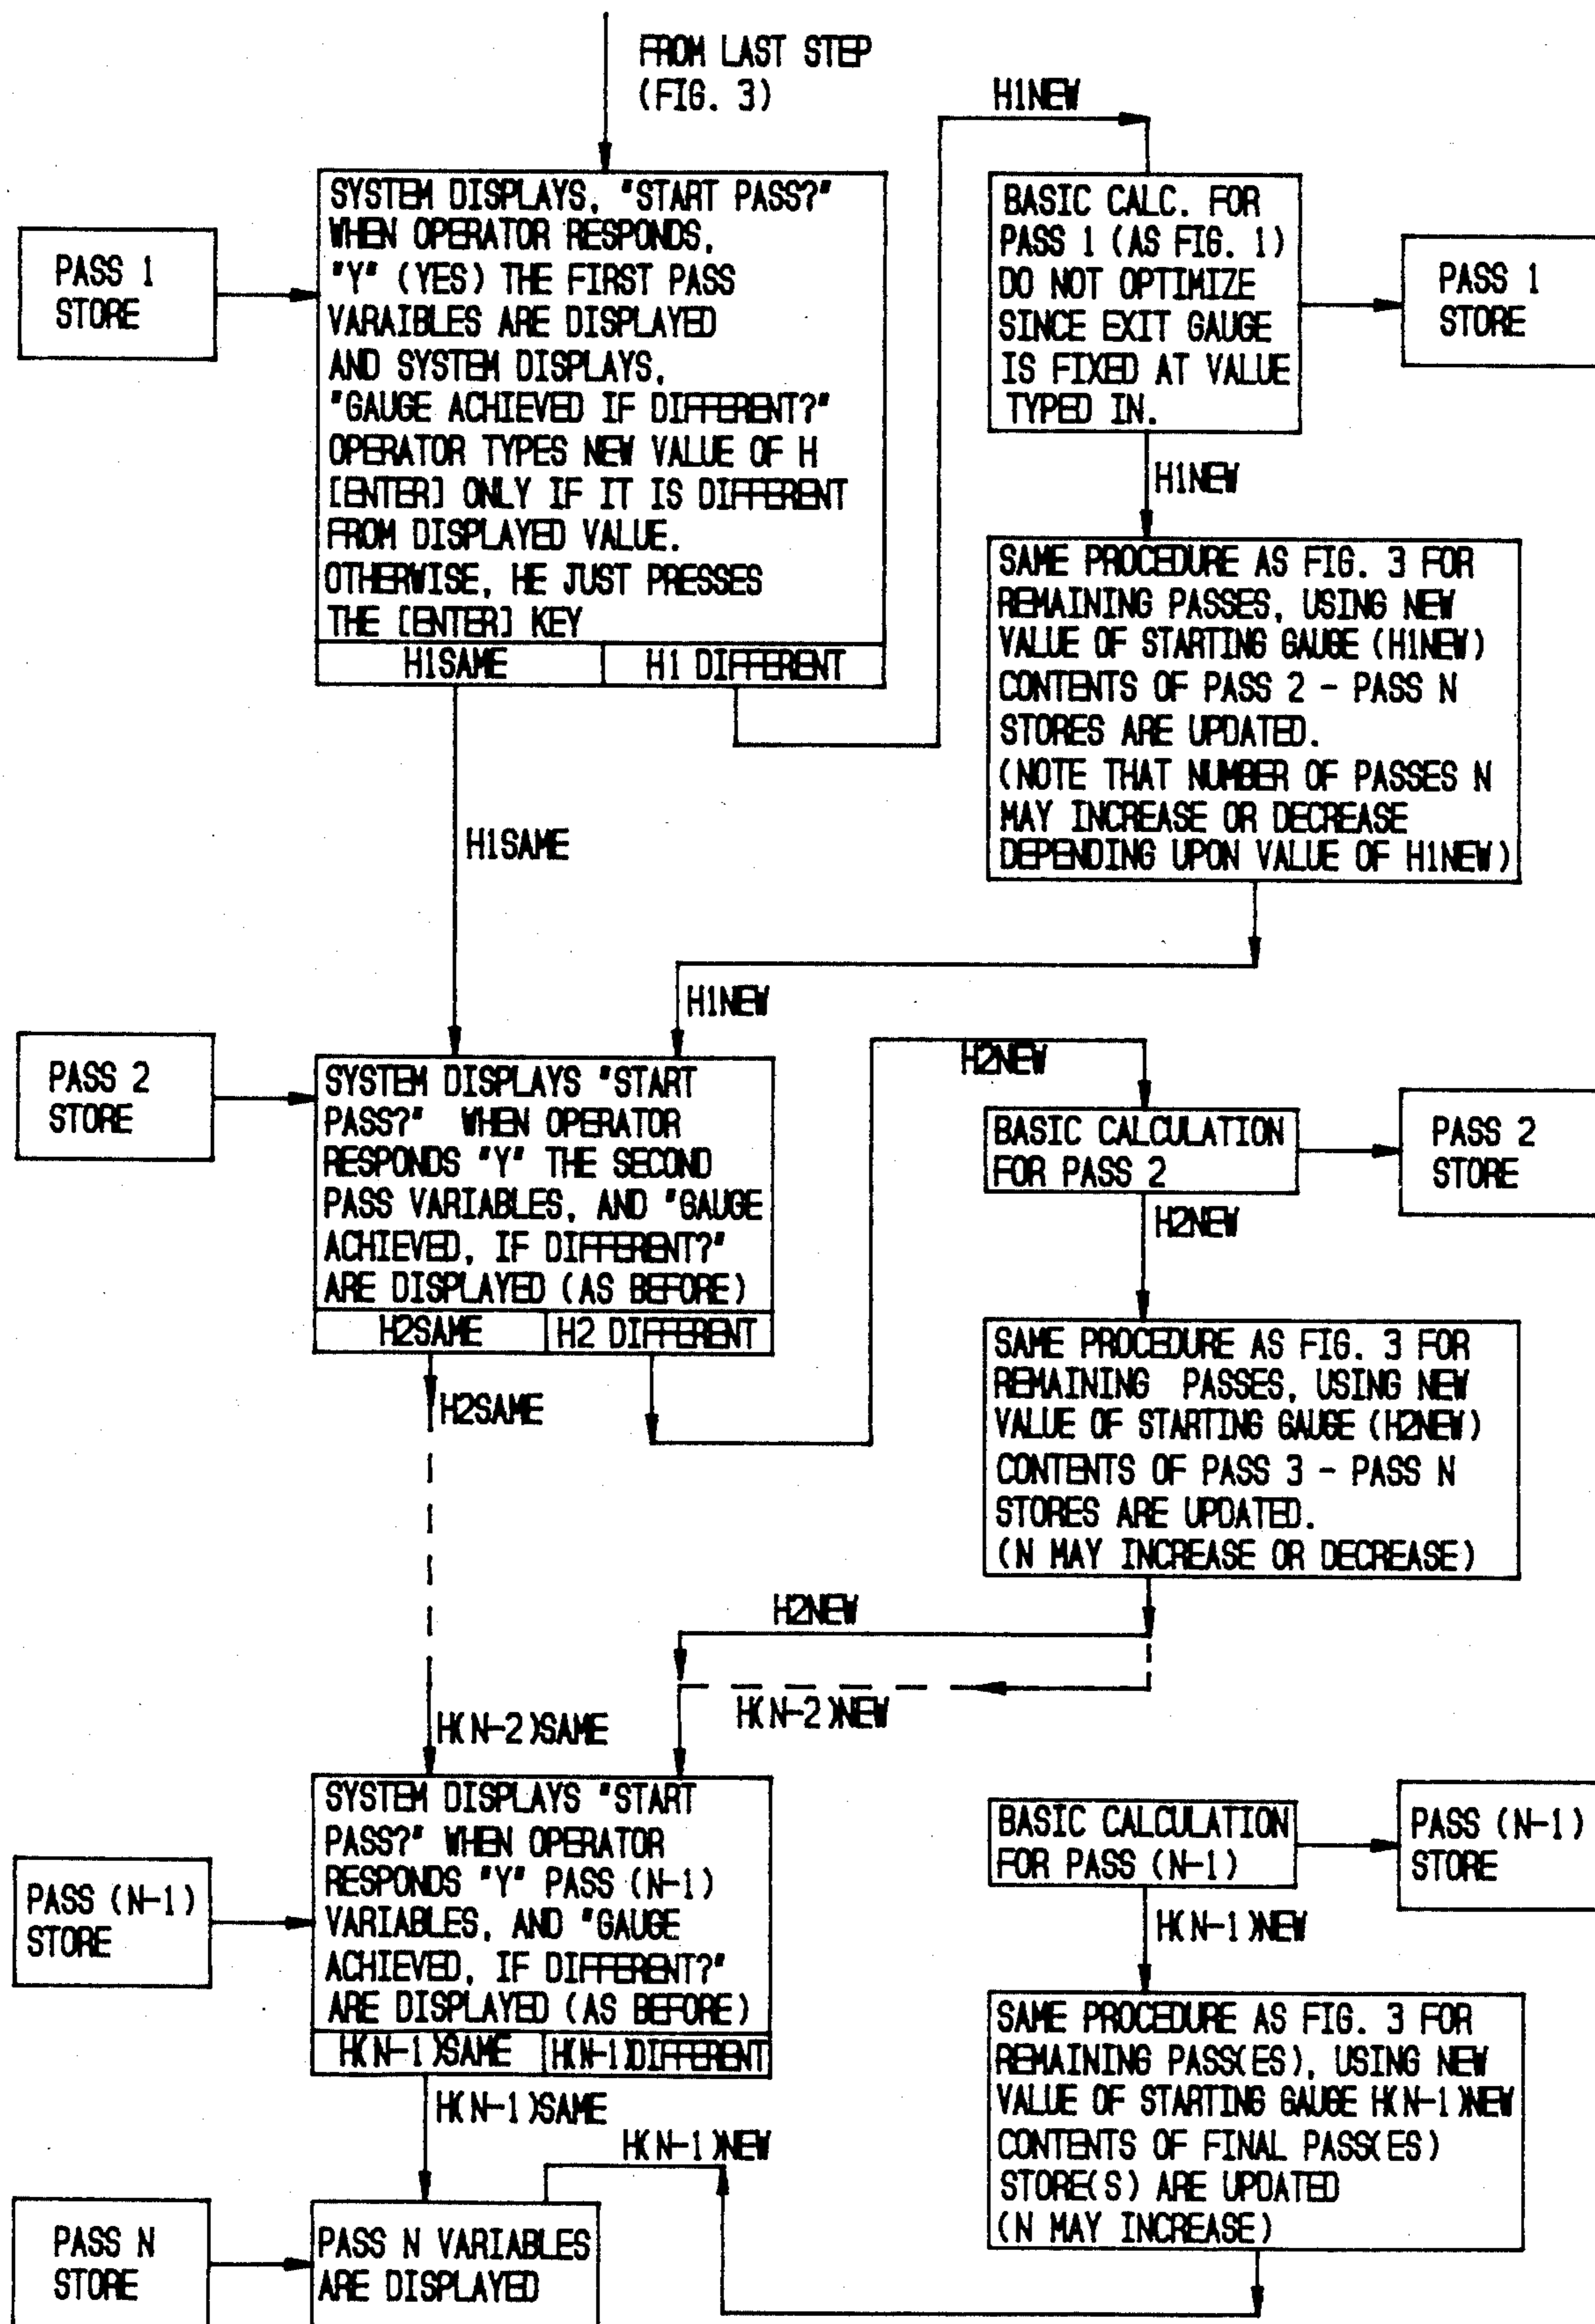 FROM LAST STEP
(FIG. 3)
H1NEW
PASS 1
STORE
SYSTEM DISPLAYS, "START PASS?"
WHEN OPERATOR RESPONDS,
"Y" (YES) THE FIRST PASS
VARAIBLES ARE DISPLAYED
AND SYSTEM DISPLAYS,
"GAUGE ACHIEVED IF DIFFERENT?"
OPERATOR TYPES NEW VALUE OF H
[ENTER] ONLY IF IT IS DIFFERENT
FROM DISPLAYED VALUE.
OTHERWISE, HE JUST PRESSES
THE [ENTER] KEY
H1SAME
H1 DIFFERENT
BASIC CALC. FOR
PASS 1 (AS FIG. 1)
DO NOT OPTIMIZE
SINCE EXIT GAUGE
IS FIXED AT VALUE
TYPED IN.
PASS 1
STORE
H1NEW
SAME PROCEDURE AS FIG. 3 FOR
REMAINING PASSES, USING NEW
VALUE OF STARTING GAUGE (H1NEW)
CONTENTS OF PASS 2 - PASS N
STORES ARE UPDATED.
(NOTE THAT NUMBER OF PASSES N
MAY INCREASE OR DECREASE
DEPENDING UPON VALUE OF H1NEW)
H1SAME
H1NEW
PASS 2
STORE
SYSTEM DISPLAYS "START
PASS?" WHEN OPERATOR
RESPONDS "Y" THE SECOND
PASS VARIABLES, AND "GAUGE
ACHIEVED, IF DIFFERENT?"
ARE DISPLAYED (AS BEFORE)
H2SAME
H2 DIFFERENT
H2NEW
BASIC CALCULATION
FOR PASS 2
PASS 2
STORE
H2NEW
SAME PROCEDURE AS FIG. 3 FOR
REMAINING PASSES, USING NEW
VALUE OF STARTING GAUGE (H2NEW)
CONTENTS OF PASS 3 - PASS N
STORES ARE UPDATED.
(N MAY INCREASE OR DECREASE)
H2SAME
H2NEW
H(N-2)NEW
H(N-2)SAME
PASS (N-1)
STORE
SYSTEM DISPLAYS "START
PASS?" WHEN OPERATOR
RESPONDS "Y" PASS (N-1)
VARIABLES, AND "GAUGE
ACHIEVED, IF DIFFERENT?"
ARE DISPLAYED (AS BEFORE)
H(N-1)SAME
H(N-1)DIFFERENT
BASIC CALCULATION
FOR PASS (N-1)
PASS (N-1)
STORE
H(N-1)NEW
SAME PROCEDURE AS FIG. 3 FOR
REMAINING PASS(ES), USING NEW
VALUE OF STARTING GAUGE H(N-1)NEW
CONTENTS OF FINAL PASS(ES)
STORE(S) ARE UPDATED
(N MAY INCREASE)
H(N-1)SAME
H(N-1)NEW
PASS N
STORE
PASS N VARIABLES
ARE DISPLAYED